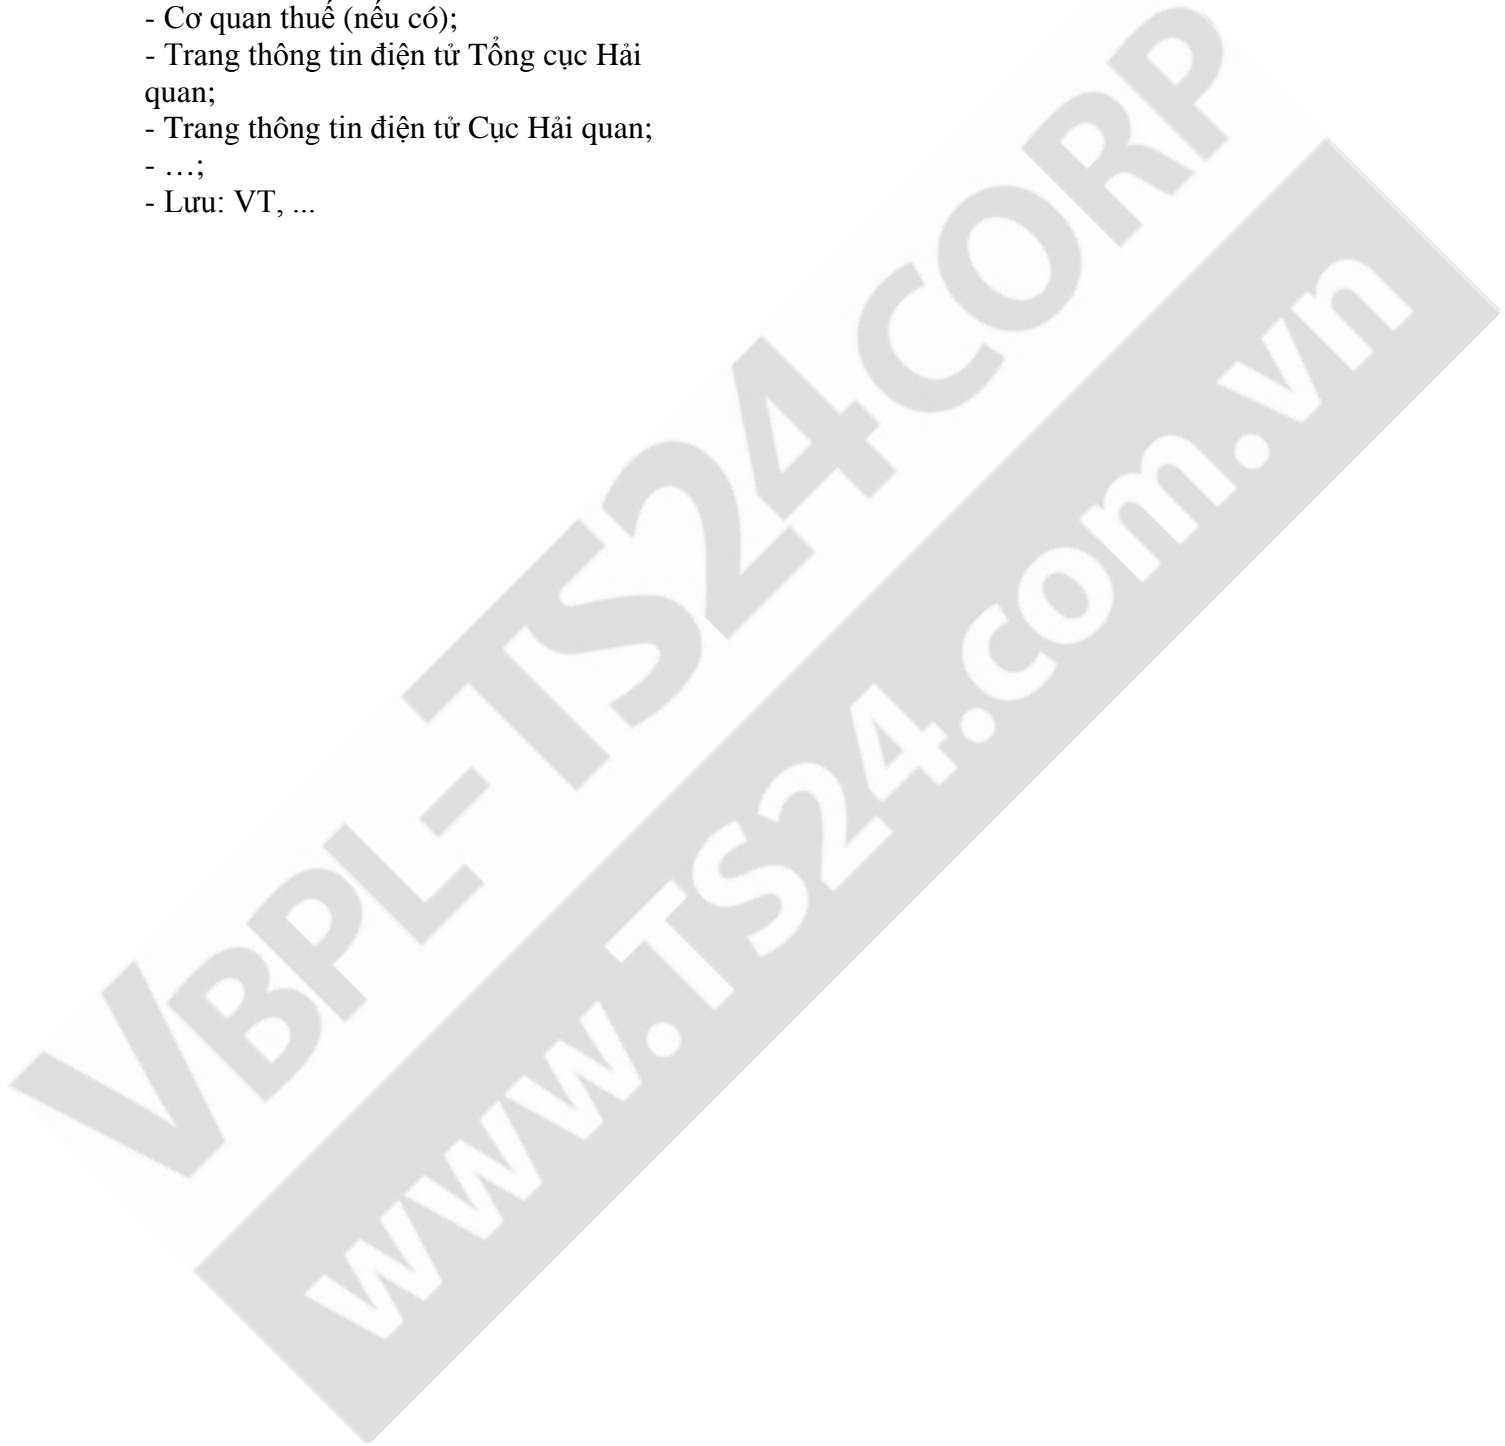 - Cơ quan thuế (nếu có);
- Trang thông tin điện tử Tổng cục Hải
quan;
- Trang thông tin điện tử Cục Hải quan;
- …;
- Lưu: VT, ...
VBPL-TS24CORP
www.TS24.com.vn